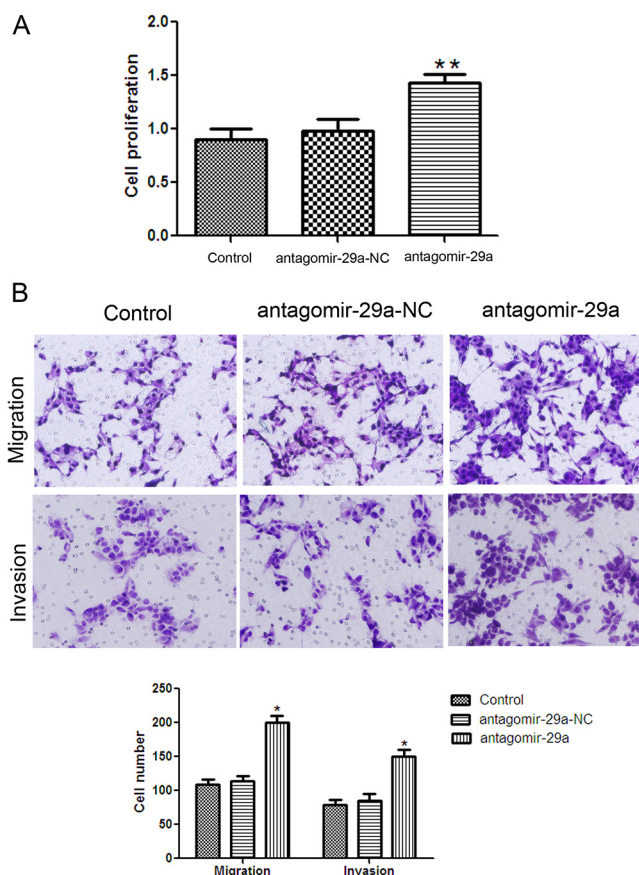 A
Cell proliferation
2.0
1.5
1.0
0.5
0.0
**
Control
antagomir-29a-NC
antagomir-29a
B
Control
antagomir-29a-NC
antagomir-29a
Migration
Invasion
Cell number
250
200
150
100
50
0
*
*
Migration
Invasion
Control
antagomir-29a-NC
antagomir-29a